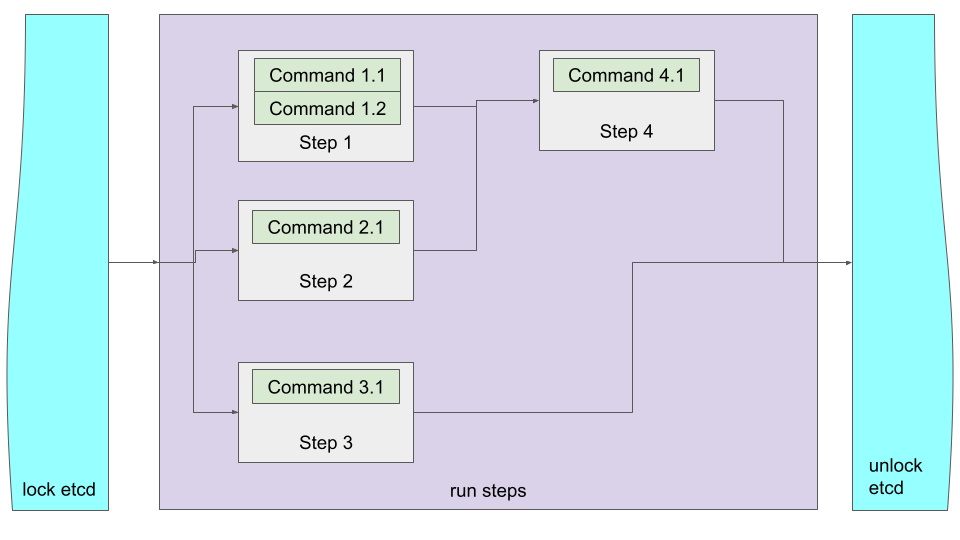 Command 1.1
Command 1.2
Step 1
Command 4.1
Step 4
Command 2.1
Step 2
Command 3.1
Step 3
lock etcd
run steps
unlock
etcd